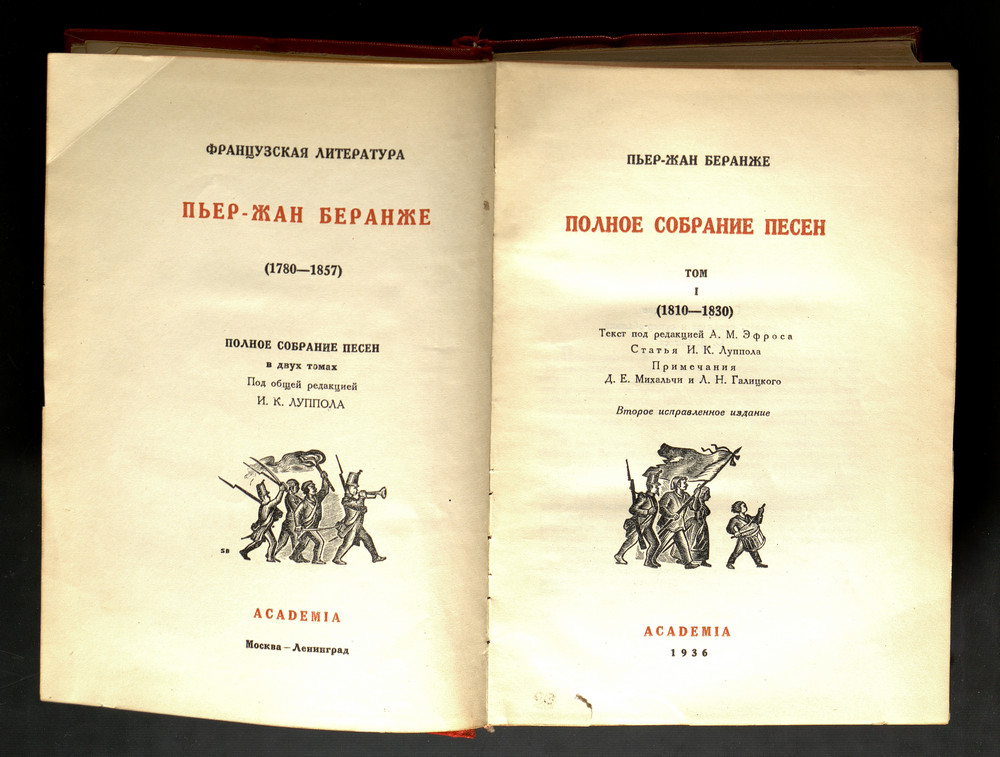 ФРАНЦУЗСКАЯ ЛИТЕРАТУРА
ПЬЕР-ЖАН БЕРАНЖЕ
(1780—1857)
ПОЛНОЕ СОБРАНИЕ ПЕСЕН
в двух томах
Под общей редакцией
И. К. ЛУППОЛА
ACADEMIA
Москва — Ленинград
ПЬЕР-ЖАН БЕРАНЖЕ
ПОЛНОЕ СОБРАНИЕ ПЕСЕН
ТОМ
I
(1810—1830)
Текст под редакцией А. М. Эфроса
Статья И. К. Луппола
Примечания
Д. Е. Михальчи и Л. Н. Галицкого
Второе исправленное издание
ACADEMIA
1936